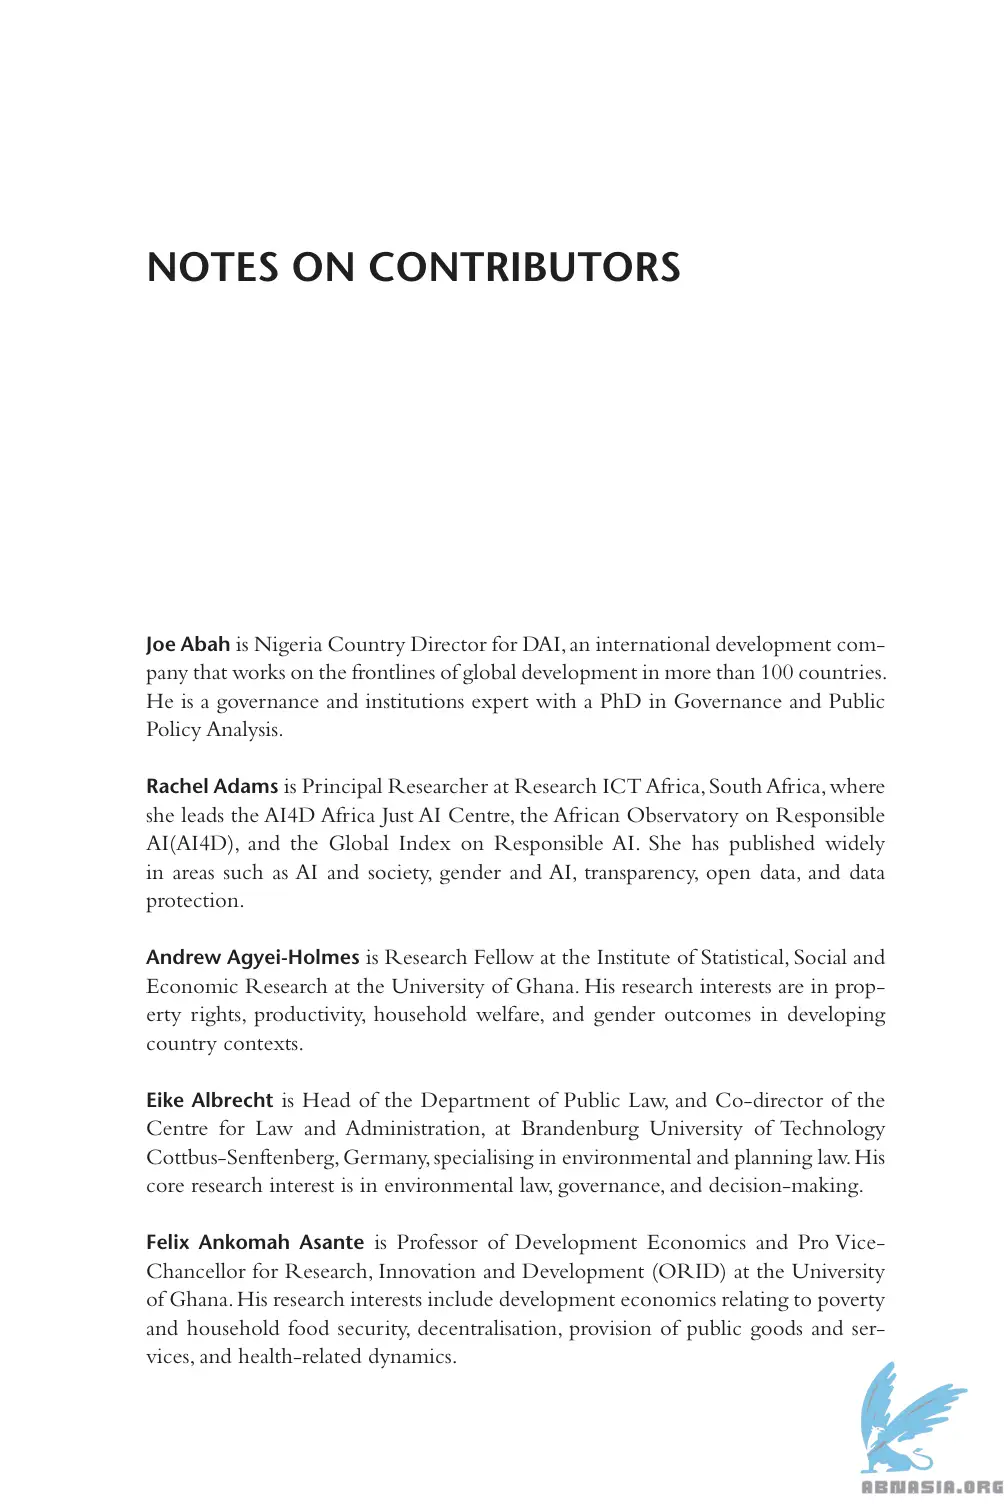 NOTES ON CONTRIBUTORS
Joe Abah is Nigeria Country Director for DAI, an international development com-
pany that works on the frontlines of global development in more than 100 countries.
He is a governance and institutions expert with a PhD in Governance and Public
Policy Analysis.
Rachel Adams is Principal Researcher at Research ICT Africa, South Africa, where
she leads the AI4D Africa Just AI Centre, the African Observatory on Responsible
AI(AI4D), and the Global Index on Responsible AI. She has published widely
in areas such as AI and society, gender and AI, transparency, open data, and data
protection.
Andrew Agyei-Holmes is Research Fellow at the Institute of Statistical, Social and
Economic Research at the University of Ghana. His research interests are in prop-
erty rights, productivity, household welfare, and gender outcomes in developing
country contexts.
Eike Albrecht is Head of the Department of Public Law, and Co-director of the
Centre for Law and Administration, at Brandenburg University of Technology
Cottbus-Senftenberg, Germany, specialising in environmental and planning law. His
core research interest is in environmental law, governance, and decision-making.
Felix Ankomah Asante is Professor of Development Economics and Pro Vice-
Chancellor for Research, Innovation and Development (ORID) at the University
of Ghana. His research interests include development economics relating to poverty
and household food security, decentralisation, provision of public goods and ser-
vices, and health-related dynamics.
ABNASIA.ORG